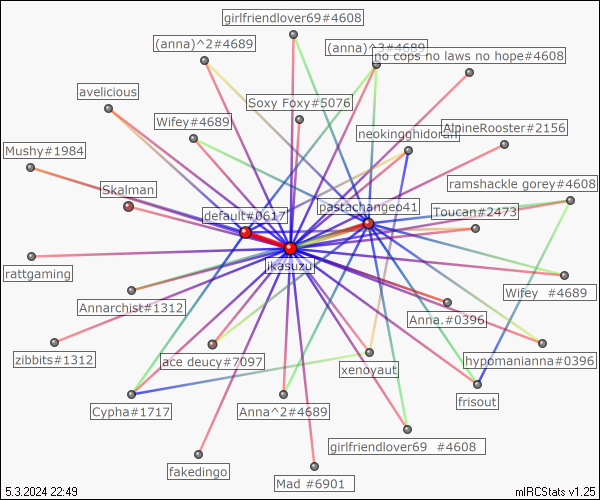 girlfriendlover69#4608
(anna)^2#4689
(anna)^3#4689
no cops no laws no hope#4608
avelicious
Soxy Foxy#5076
Wifey#4689
neokingghidorah
AlpineRooster#2156
Mushy#1984
Skalman
ramshackle gorey#4608
default#0617
pastachangeo41
Toucan#2473
ikasuzu
rattgaming
Wifey #4689
Annarchist#1312
Anna.#0396
zibbits#1312
ace deucy#7097
hypomanianna#0396
xenoyaut
Cypha#1717
Anna^2#4689
frisout
girlfriendlover69 #4608
fakedingo
Mad #6901
5.3.2024 22:49
mIRCStats v1.25